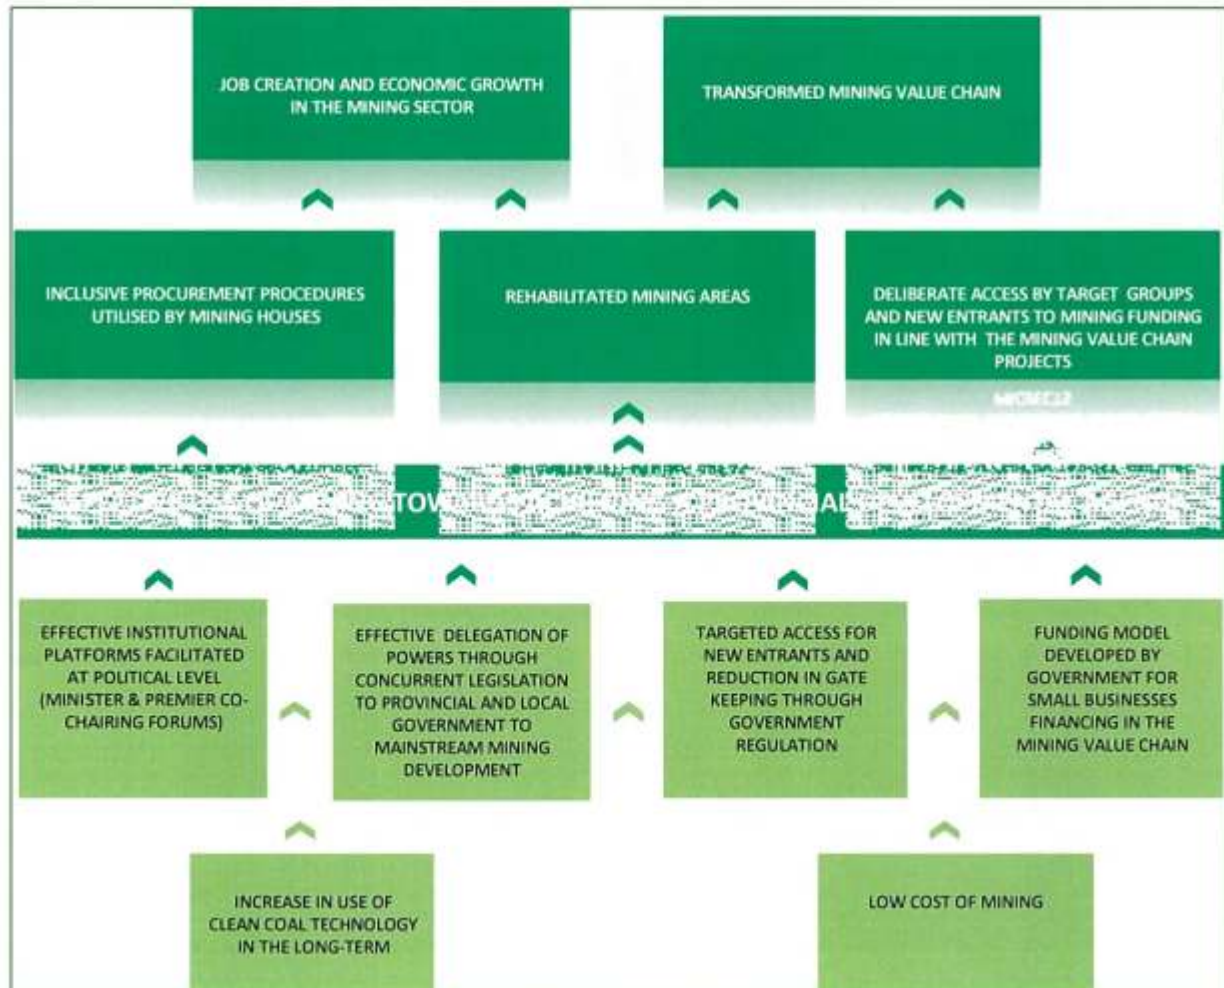 JOB CREATION AND ECONOMIC GROWTH
IN THE MINING SECTOR
TRANSFORMED MINING VALUE CHAIN
INCLUSIVE PROCUREMENT PROCEDURES
UTILISED BY MINING HOUSES
REHABILITATED MINING AREAS
DELIBERATE ACCESS BY TARGET GROUPS
AND NEW ENTRANTS TO MINING FUNDING
IN LINE WITH THE MINING VALUE CHAIN
PROJECTS
EFFECTIVE INSTITUTIONAL
PLATFORMS FACILITATED
AT POLITICAL LEVEL
(MINISTER & PREMIER CO-
CHAIRING FORUMS)
EFFECTIVE DELEGATION OF
POWERS THROUGH
CONCURRENT LEGISLATION
TO PROVINCIAL AND LOCAL
GOVERNMENT TO
MAINSTREAM MINING
DEVELOPMENT
TARGETED ACCESS FOR
NEW ENTRANTS AND
REDUCTION IN GATE
KEEPING THROUGH
GOVERNMENT
REGULATION
FUNDING MODEL
DEVELOPED BY
GOVERNMENT FOR
SMALL BUSINESSES
FINANCING IN THE
MINING VALUE CHAIN
INCREASE IN USE OF
CLEAN COAL TECHNOLOGY
IN THE LONG-TERM
LOW COST OF MINING